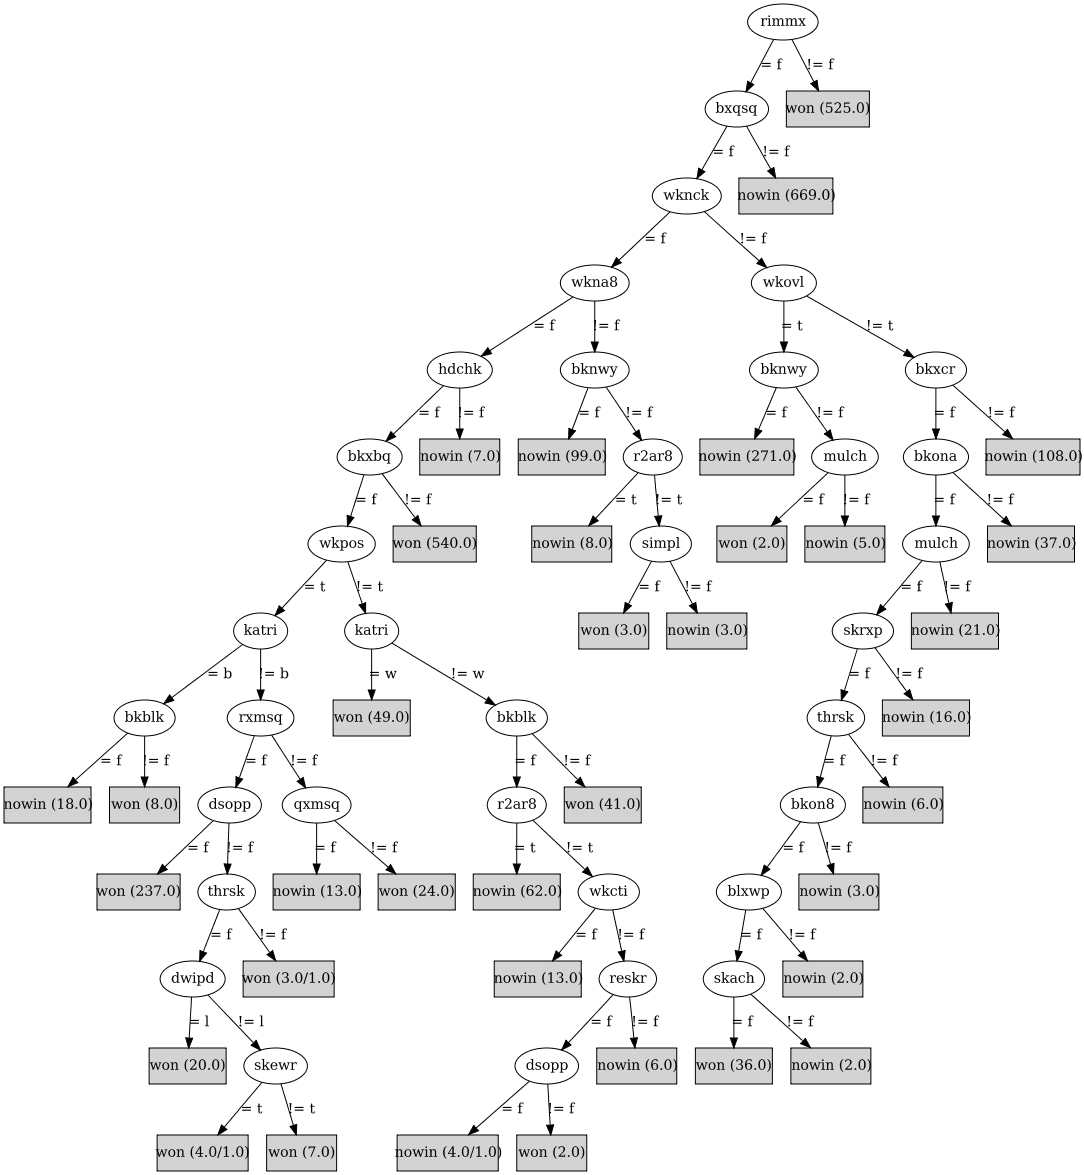 rimmx
= f != f
bxqsq won (525.0)
= f != f
wknck nowin (669.0)
= f != f
wkna8 wkovl
= f != f = t != t
hdchk bknwy bknwy bkxcr
= f != f = f != f = f != f = f != f
bkxbq nowin (7.0) nowin (99.0) r2ar8 nowin (271.0) mulch bkona nowin (108.0)
= f != f = t != t = f != f = f != f
wkpos won (540.0) nowin (8.0) simpl won (2.0) nowin (5.0) mulch nowin (37.0)
= t != t = f != f = f != f
katri katri won (3.0) nowin (3.0) skrxp nowin (21.0)
= b != b = w != w = f != f
bkblk rxmsq won (49.0) bkblk thrsk nowin (16.0)
= f != f = f != f = f != f = f != f
nowin (18.0) won (8.0) dsopp qxmsq r2ar8 won (41.0) bkon8 nowin (6.0)
= f != f = f != f = t != t = f != f
won (237.0) thrsk nowin (13.0) won (24.0) nowin (62.0) wkcti blxwp nowin (3.0)
= f != f = f != f = f != f
dwipd won (3.0/1.0) nowin (13.0) reskr skach nowin (2.0)
= l != l = f != f = f != f
won (20.0) skewr dsopp nowin (6.0) won (36.0) nowin (2.0)
= t != t = f != f
won (4.0/1.0) won (7.0) nowin (4.0/1.0) won (2.0)